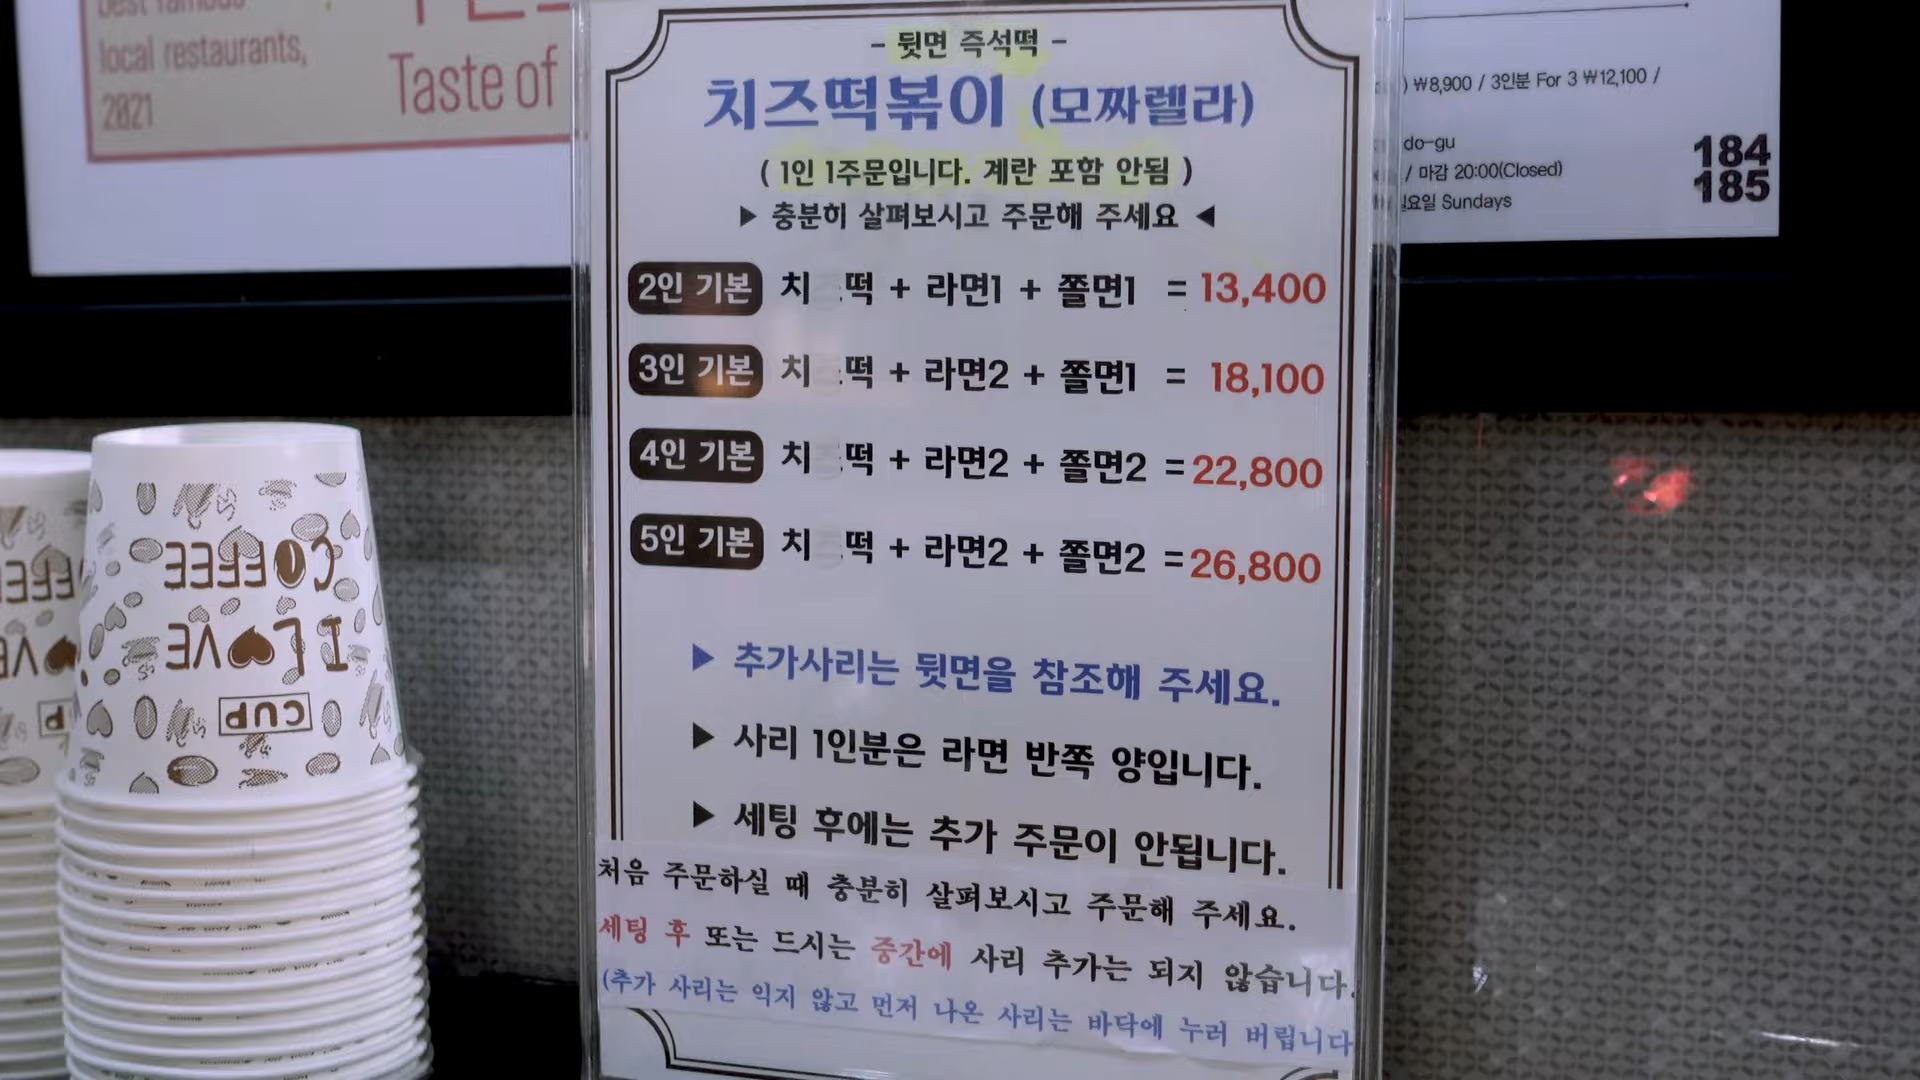 best famous
local restaurants,
2021
Taste of
- 뒷면 즉석떡 -
치즈떡볶이 (모짜렐라)
( 1인 1주문입니다. 계란 포함 안됨 )
▶ 충분히 살펴보시고 주문해 주세요 ◀
2인 기본 치즈떡 + 라면1 + 쫄면1 = 13,400
3인 기본 치즈떡 + 라면2 + 쫄면1 = 18,100
4인 기본 치즈떡 + 라면2 + 쫄면2 = 22,800
5인 기본 치즈떡 + 라면2 + 쫄면2 = 26,800
▶ 추가사리는 뒷면을 참조해 주세요.
▶ 사리 1인분은 라면 반쪽 양입니다.
▶ 세팅 후에는 추가 주문이 안됩니다.
처음 주문하실 때 충분히 살펴보시고 주문해 주세요.
세팅 후 또는 드시는 중간에 사리 추가는 되지 않습니다.
(추가 사리는 익지 않고 먼저 나온 사리는 바닥에 눌러 버립니다
) ₩8,900 / 3인분 For 3 ₩12,100 /
do-gu
/ 마감 20:00(Closed)
일요일 Sundays
184
185
COFFEE
I LOVE
CUP